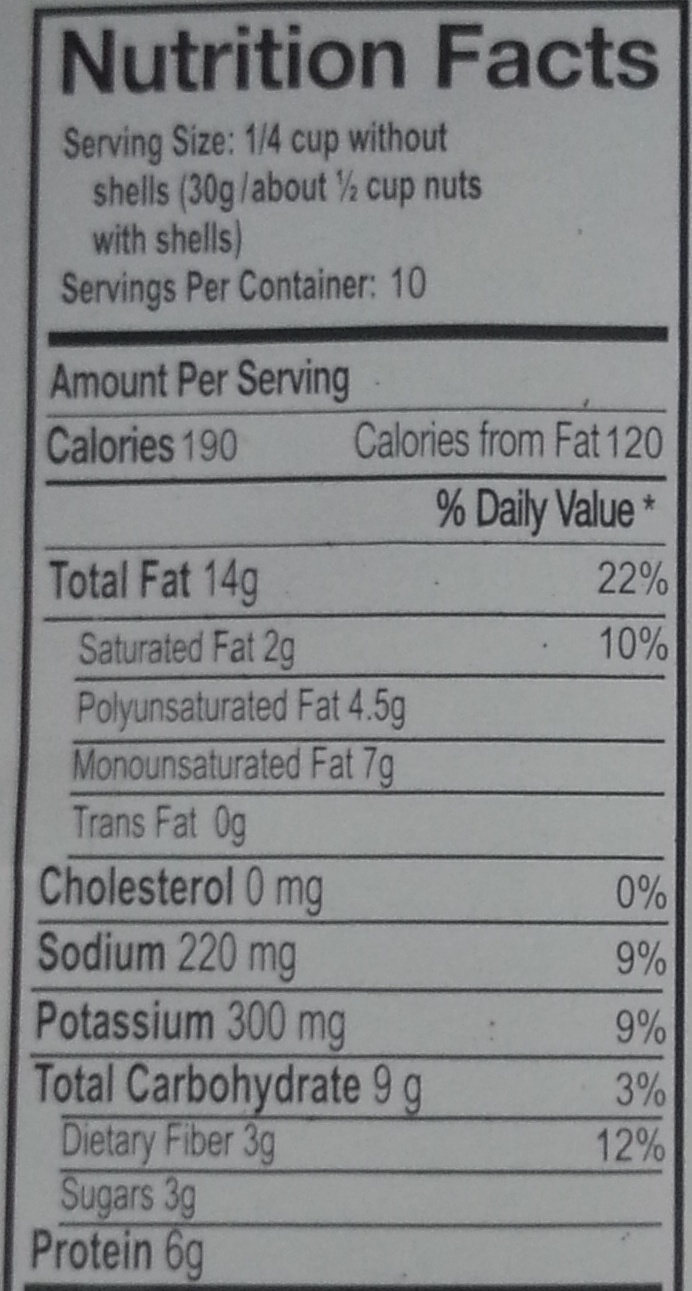 Nutrition Facts
Serving Size: 1/4 cup without
shells (30g/about ½ cup nuts
with shells)
Servings Per Container: 10
Amount Per Serving
Calories 190 Calories from Fat 120
% Daily Value *
Total Fat 14g 22%
Saturated Fat 2g 10%
Polyunsaturated Fat 4.5g
Monounsaturated Fat 7g
Trans Fat 0g
Cholesterol 0 mg 0%
Sodium 220 mg 9%
Potassium 300 mg 9%
Total Carbohydrate 9 g 3%
Dietary Fiber 3g 12%
Sugars 3g
Protein 6g